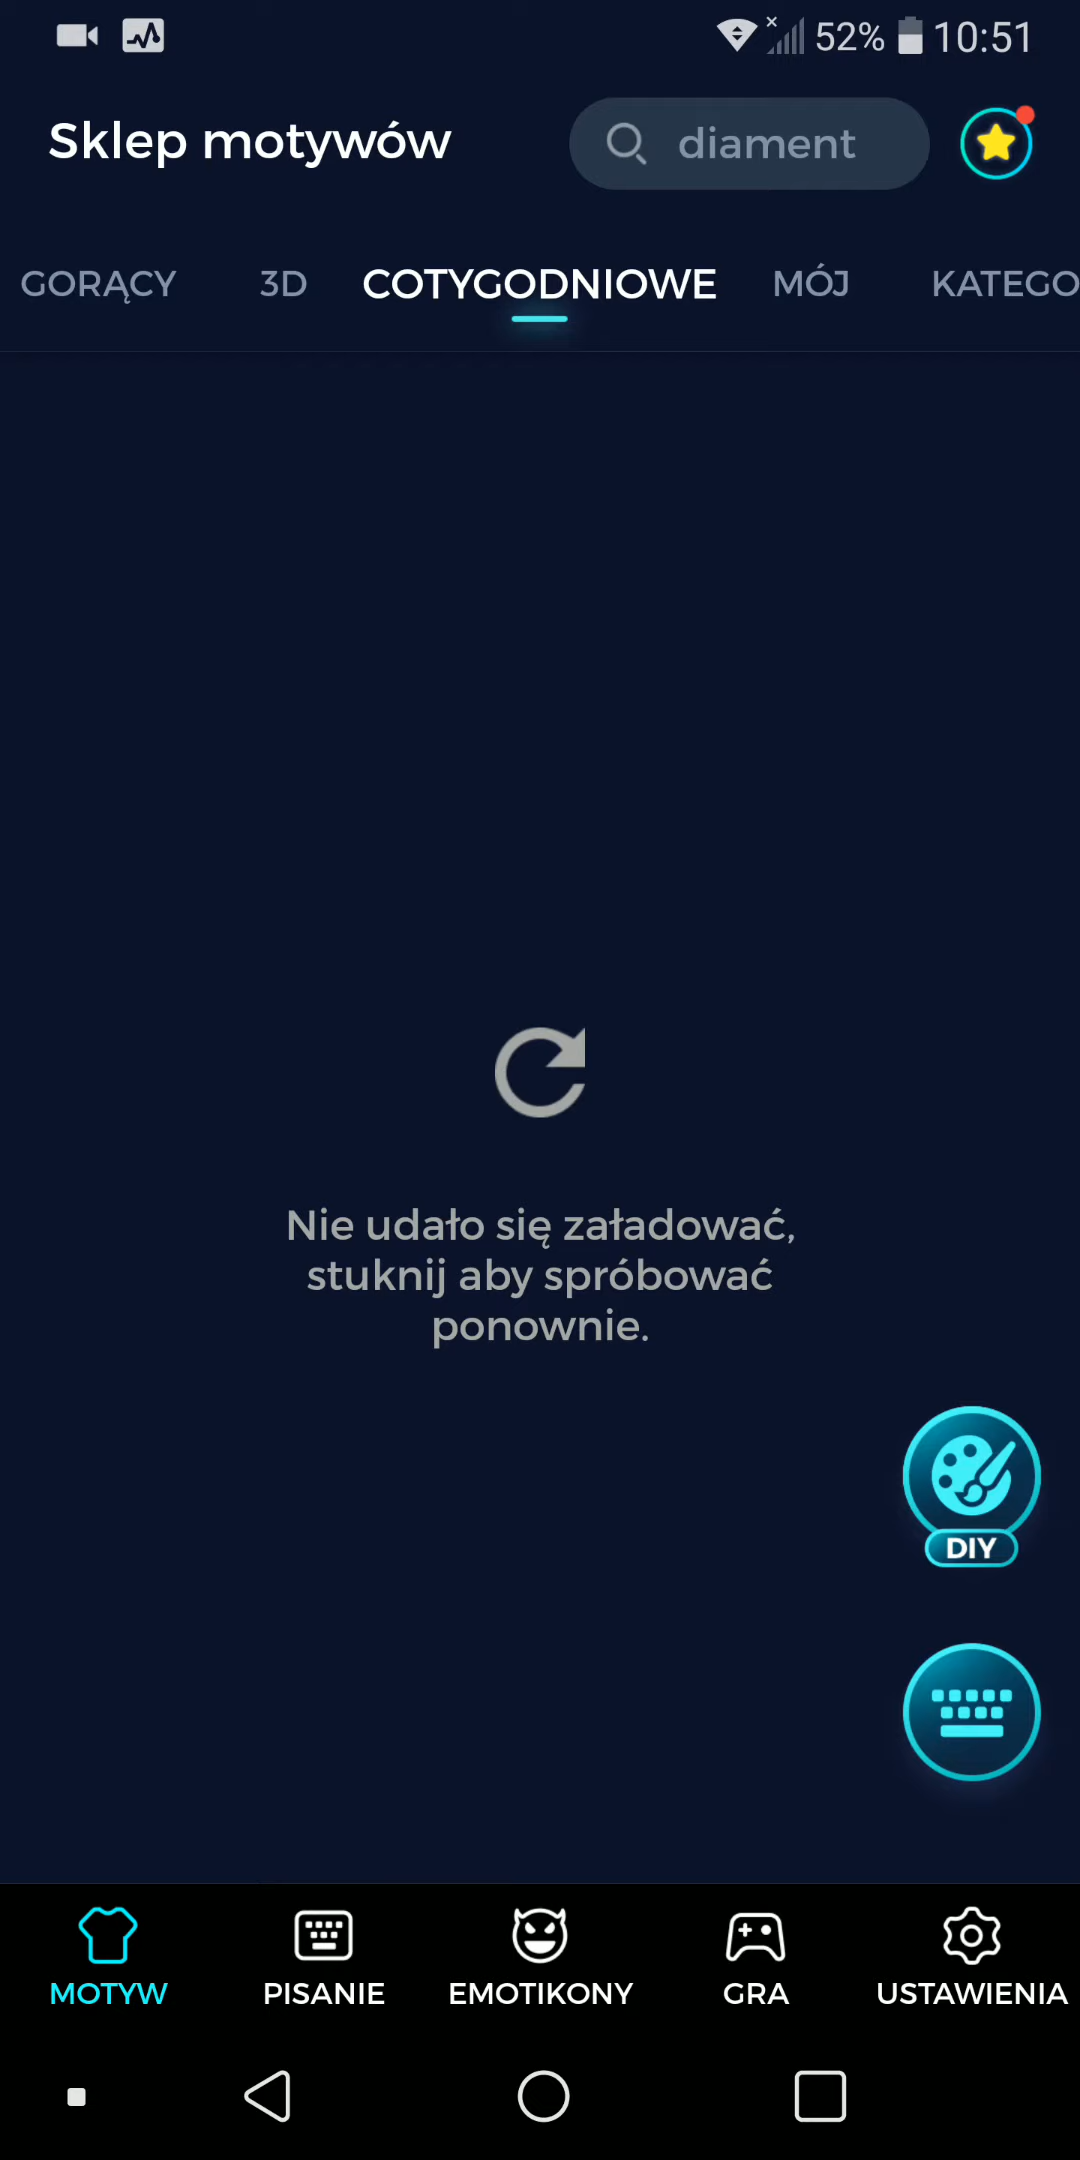 52% 10:51
Sklep motywów
diament
GORĄCY 3D COTYGODNIOWE MÓJ KATEGO
Nie udało się załadować,
stuknij aby spróbować
ponownie.
DIY
MOTYW PISANIE EMOTIKONY GRA USTAWIENIA